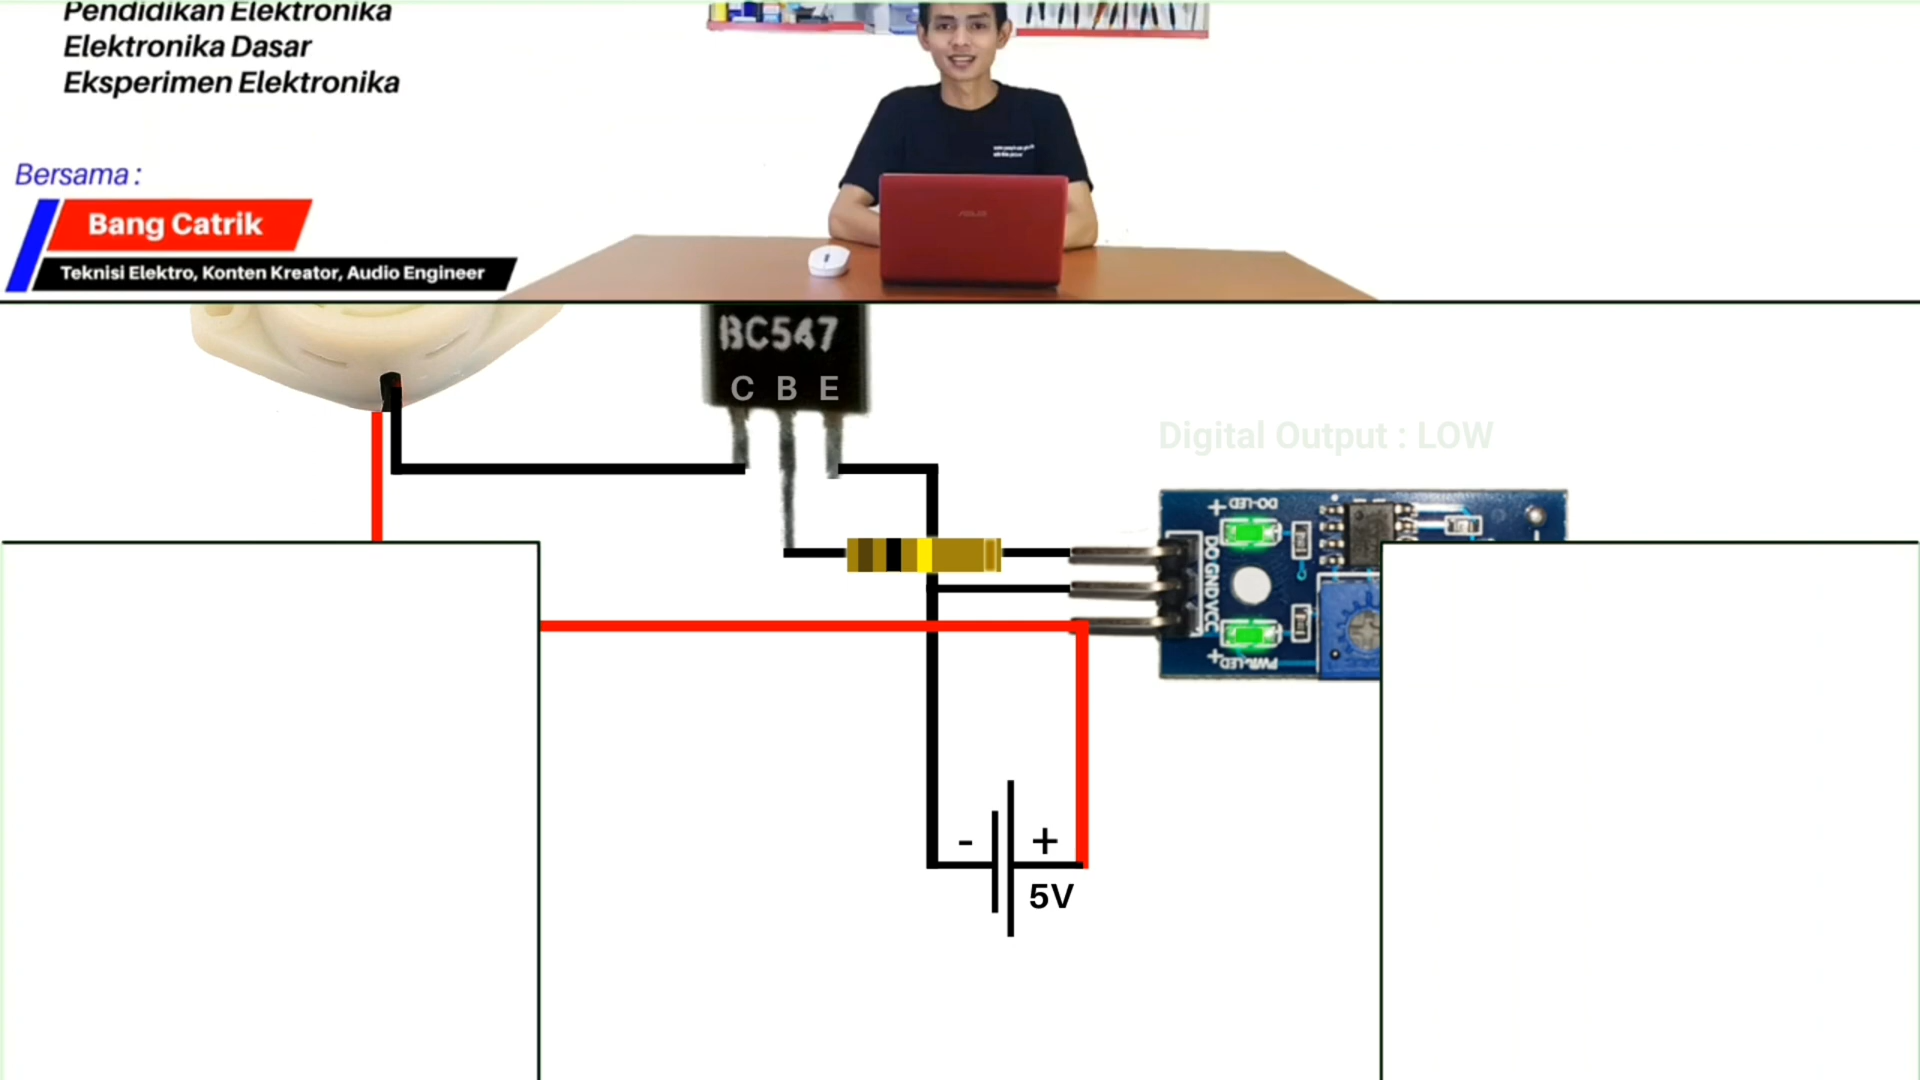 Pendidikan Elektronika
Elektronika Dasar
Eksperimen Elektronika
Bersama :
Bang Catrik
Teknisi Elektro, Konten Kreator, Audio Engineer
ASUS
BC547
C B E
Digital Output : LOW
DO-LED
DO GND VCC
PWR-LED
- +
5V